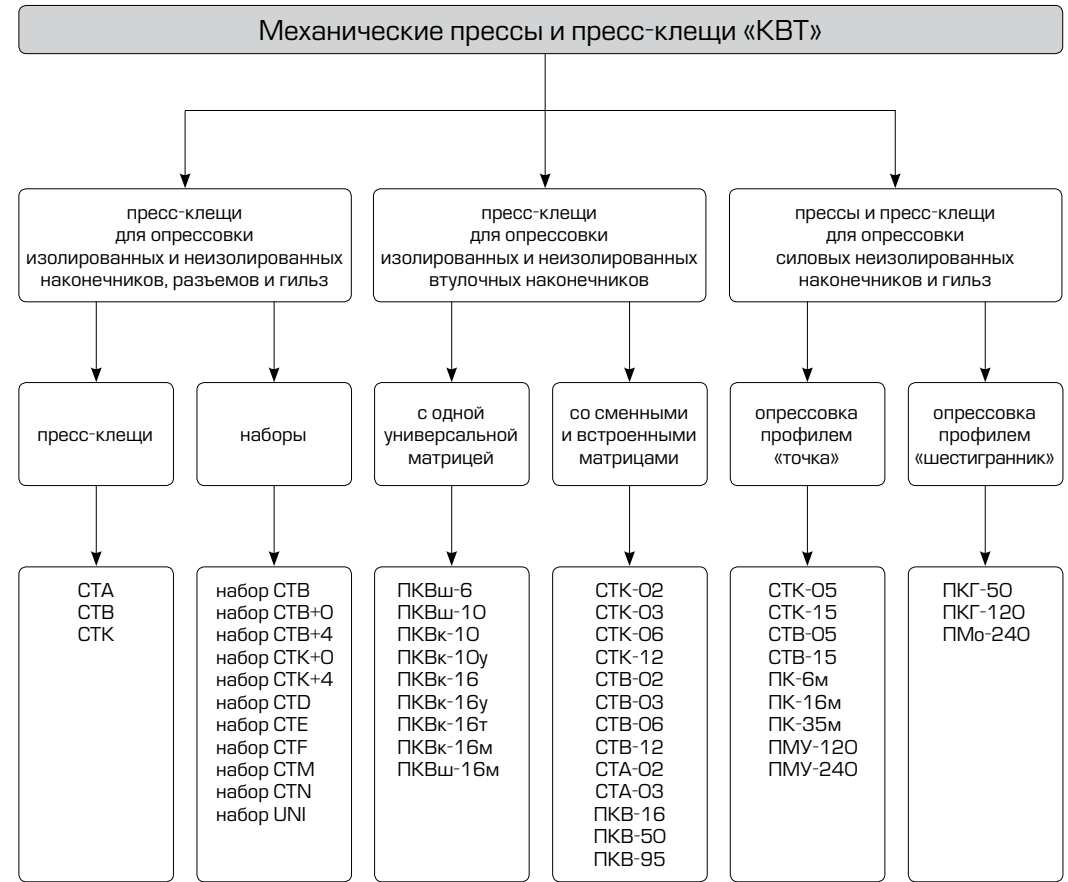 Механические прессы и пресс-клещи «КВТ»
пресс-клещи
для опрессовки
изолированных и неизолированных
наконечников, разъемов и гильз
пресс-клещи
для опрессовки
изолированных и неизолированных
втулочных наконечников
прессы и пресс-клещи
для опрессовки
силовых неизолированных
наконечников и гильз
пресс-клещи
наборы
с одной
универсальной
матрицей
со сменными
и встроенными
матрицами
опрессовка
профилем
«точка»
опрессовка
профилем
«шестигранник»
СТА
СТВ
СТК
набор СТВ
набор СТВ+0
набор СТВ+4
набор СТК+0
набор СТК+4
набор CTD
набор CTE
набор CTF
набор CTM
набор CTN
набор UNI
ПКВш-6
ПКВш-10
ПКВк-10
ПКВк-10у
ПКВк-16
ПКВк-16у
ПКВк-16т
ПКВк-16м
ПКВш-16м
СТК-02
СТК-03
СТК-06
СТК-12
СТВ-02
СТВ-03
СТВ-06
СТВ-12
СТА-02
СТА-03
ПКВ-16
ПКВ-50
ПКВ-95
СТК-05
СТК-15
СТВ-05
СТВ-15
ПК-6м
ПК-16м
ПК-35м
ПМУ-120
ПМУ-240
ПКГ-50
ПКГ-120
ПМо-240